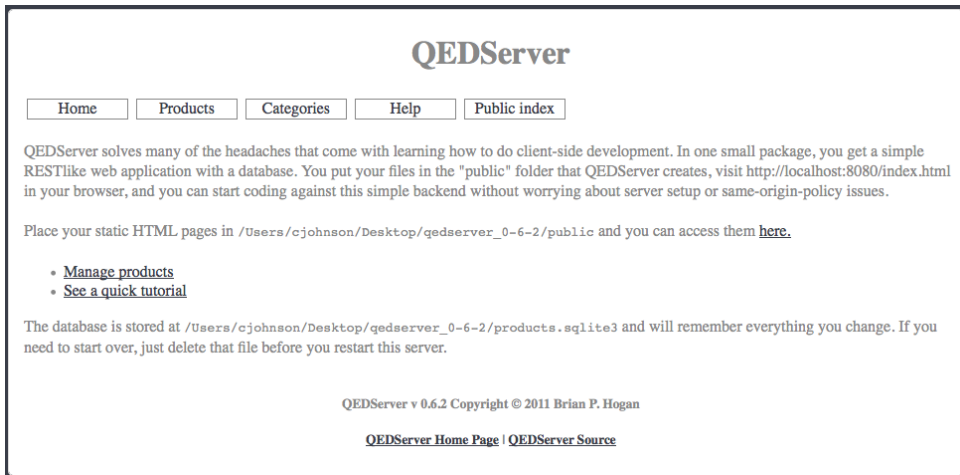 QEDServer
Home Products Categories Help Public index
QEDServer solves many of the headaches that come with learning how to do client-side development. In one small package, you get a simple
RESTlike web application with a database. You put your files in the "public" folder that QEDServer creates, visit http://localhost:8080/index.html
in your browser, and you can start coding against this simple backend without worrying about server setup or same-origin-policy issues.
Place your static HTML pages in /Users/cjohnson/Desktop/qedserver_0-6-2/public and you can access them here.
• Manage products
• See a quick tutorial
The database is stored at /Users/cjohnson/Desktop/qedserver_0-6-2/products.sqlite3 and will remember everything you change. If you
need to start over, just delete that file before you restart this server.
QEDServer v 0.6.2 Copyright © 2011 Brian P. Hogan
QEDServer Home Page | QEDServer Source